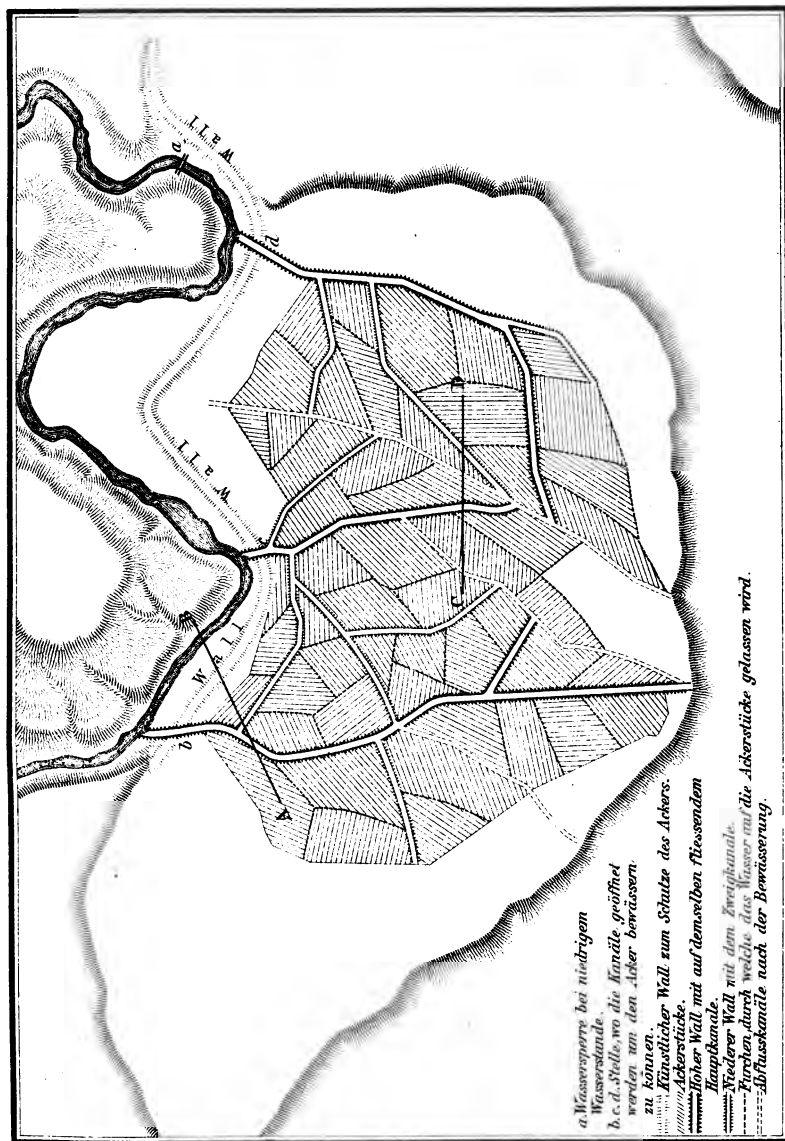 Wall
a
d
Wall
Wall
b
B
A
C
D
a. Wassersperre bei niedrigem
Wasserstande.
b.c.d. Stelle, wo die Kanäle geöffnet
werden um den Acker bewässern
zu können.
Künstlicher Wall zum Schutze des Ackers.
Ackerstücke.
Hoher Wall mit auf demselben fliessendem
Hauptkanale.
Niederer Wall mit dem Zweigkanale.
Furchen, durch welche das Wasser auf die Ackerstücke gelassen wird.
Abflusskanäle nach der Bewässerung.